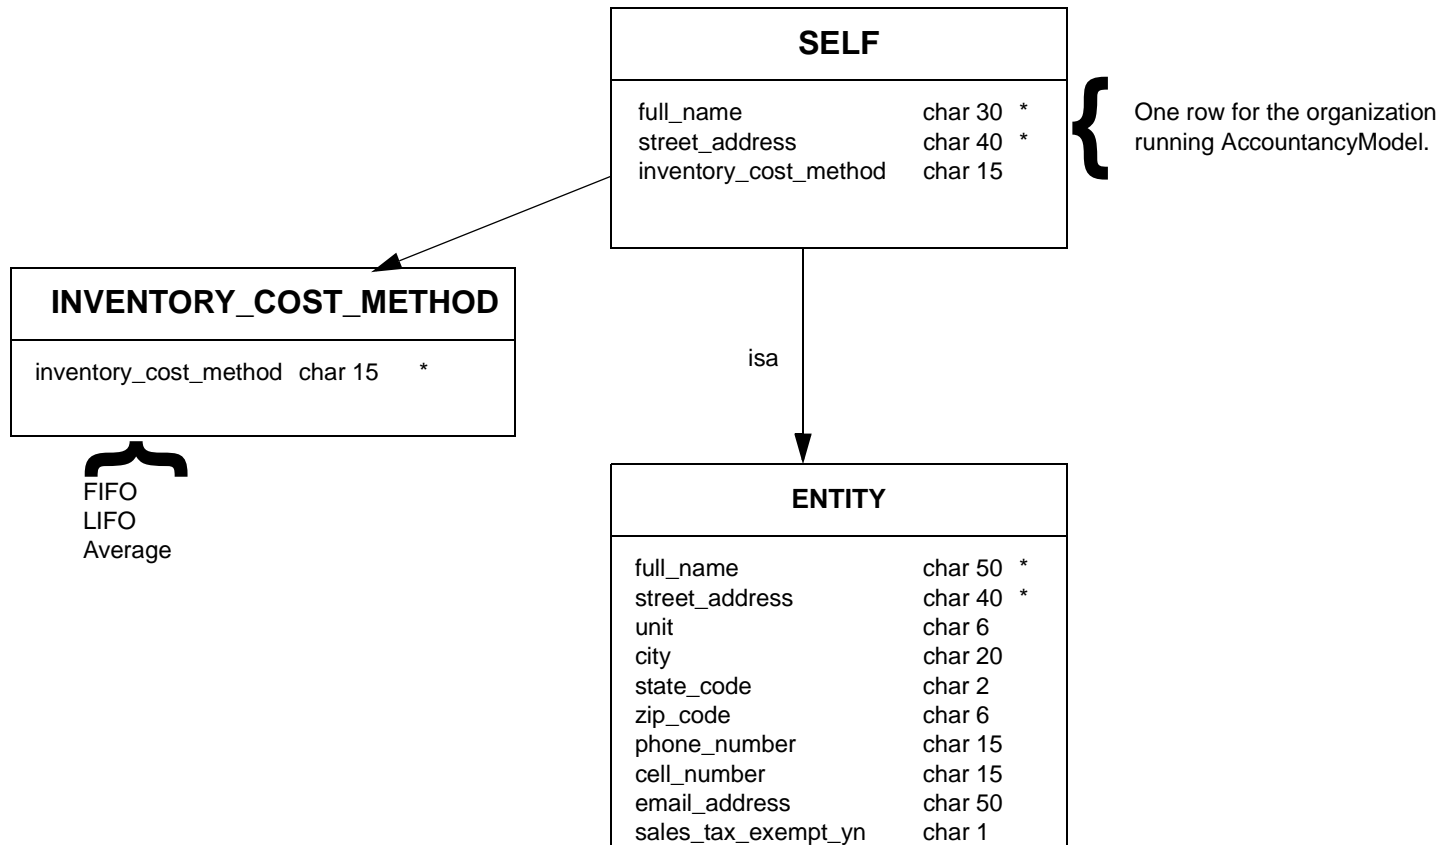 SELF
full_name char 30 *
street_address char 40 *
inventory_cost_method char 15
One row for the organization
running AccountancyModel.
INVENTORY_COST_METHOD
inventory_cost_method char 15 *
FIFO
LIFO
Average
isa
ENTITY
full_name char 50 *
street_address char 40 *
unit char 6
city char 20
state_code char 2
zip_code char 6
phone_number char 15
cell_number char 15
email_address char 50
sales_tax_exempt_yn char 1